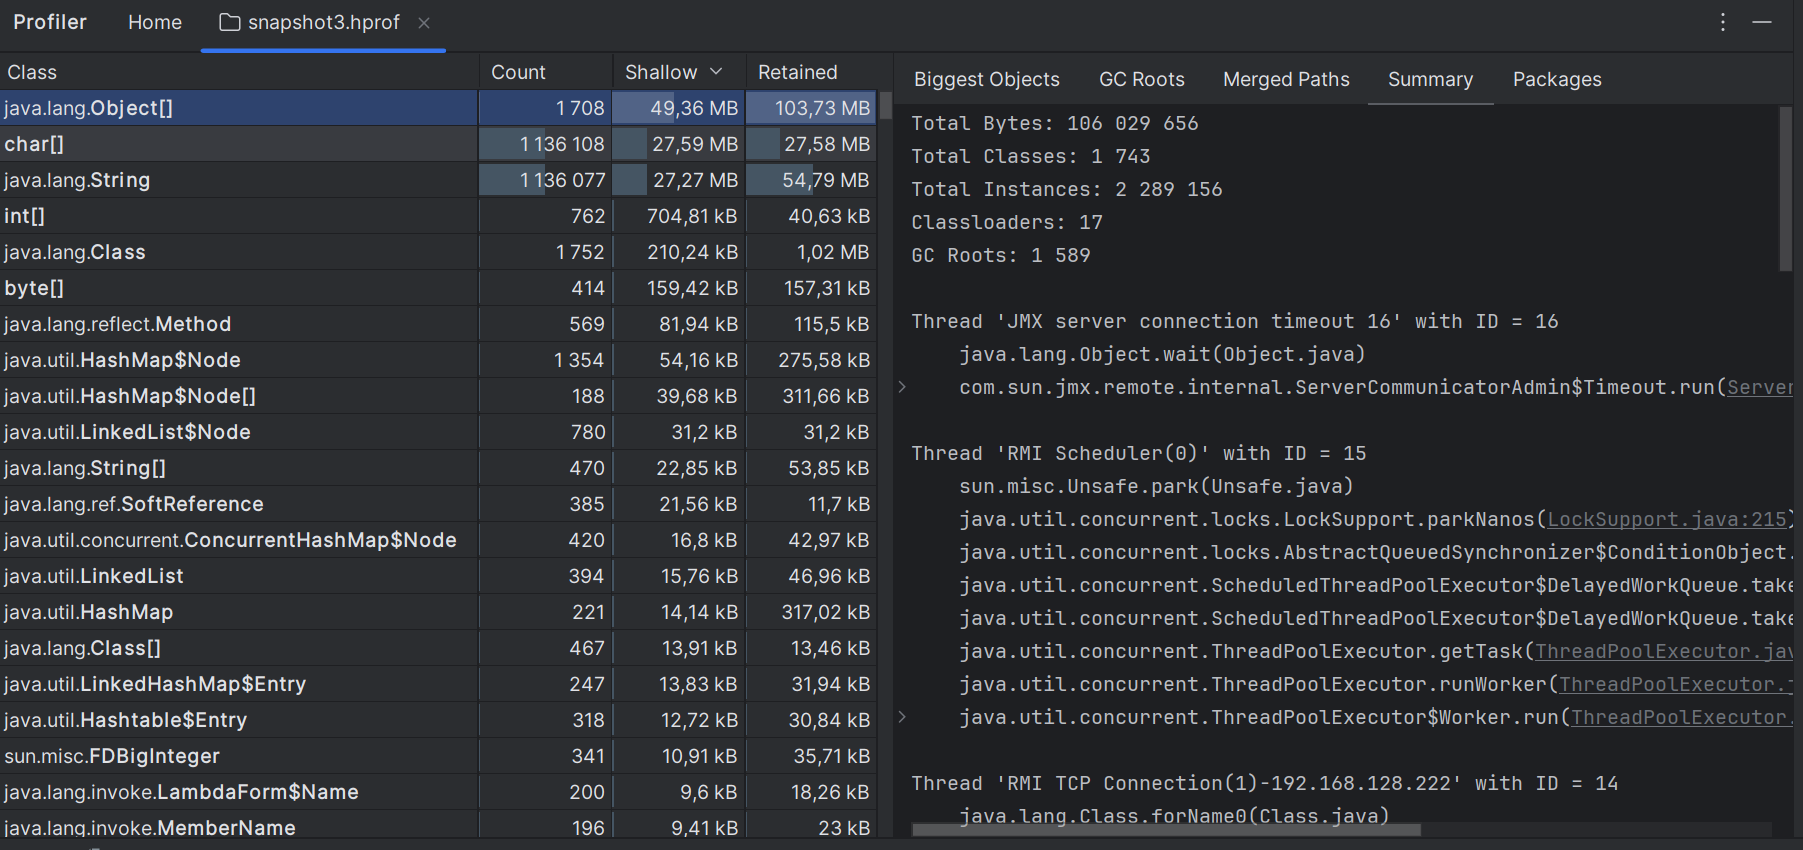 Profiler Home snapshot3.hprof
Class Count Shallow Retained
java.lang.Object[] 1 708 49,36 MB 103,73 MB
char[] 1 136 108 27,59 MB 27,58 MB
java.lang.String 1 136 077 27,27 MB 54,79 MB
int[] 762 704,81 kB 40,63 kB
java.lang.Class 1 752 210,24 kB 1,02 MB
byte[] 414 159,42 kB 157,31 kB
java.lang.reflect.Method 569 81,94 kB 115,5 kB
java.util.HashMap$Node 1 354 54,16 kB 275,58 kB
java.util.HashMap$Node[] 188 39,68 kB 311,66 kB
java.util.LinkedList$Node 780 31,2 kB 31,2 kB
java.lang.String[] 470 22,85 kB 53,85 kB
java.lang.ref.SoftReference 385 21,56 kB 11,7 kB
java.util.concurrent.ConcurrentHashMap$Node 420 16,8 kB 42,97 kB
java.util.LinkedList 394 15,76 kB 46,96 kB
java.util.HashMap 221 14,14 kB 317,02 kB
java.lang.Class[] 467 13,91 kB 13,46 kB
java.util.LinkedHashMap$Entry 247 13,83 kB 31,94 kB
java.util.Hashtable$Entry 318 12,72 kB 30,84 kB
sun.misc.FDBigInteger 341 10,91 kB 35,71 kB
java.lang.invoke.LambdaForm$Name 200 9,6 kB 18,26 kB
java.lang.invoke.MemberName 196 9,41 kB 23 kB
Biggest Objects GC Roots Merged Paths Summary Packages
Total Bytes: 106 029 656
Total Classes: 1 743
Total Instances: 2 289 156
Classloaders: 17
GC Roots: 1 589
Thread 'JMX server connection timeout 16' with ID = 16
java.lang.Object.wait(Object.java)
com.sun.jmx.remote.internal.ServerCommunicatorAdmin$Timeout.run(Server
Thread 'RMI Scheduler(0)' with ID = 15
sun.misc.Unsafe.park(Unsafe.java)
java.util.concurrent.locks.LockSupport.parkNanos(LockSupport.java:215)
java.util.concurrent.locks.AbstractQueuedSynchronizer$ConditionObject.
java.util.concurrent.ScheduledThreadPoolExecutor$DelayedWorkQueue.take
java.util.concurrent.ScheduledThreadPoolExecutor$DelayedWorkQueue.take
java.util.concurrent.ThreadPoolExecutor.getTask(ThreadPoolExecutor.jav
java.util.concurrent.ThreadPoolExecutor.runWorker(ThreadPoolExecutor.j
java.util.concurrent.ThreadPoolExecutor$Worker.run(ThreadPoolExecutor.
Thread 'RMI TCP Connection(1)-192.168.128.222' with ID = 14
java.lang.Class.forName0(Class.java)